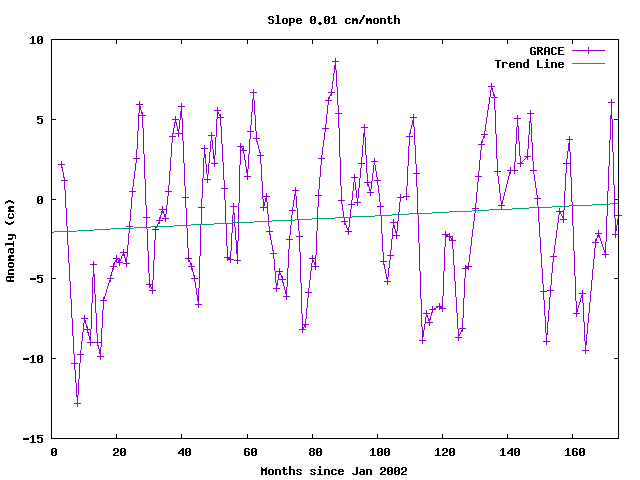 Slope 0.01 cm/month
GRACE
Trend Line
10
5
0
-5
-10
-15
Anomaly (cm)
0 20 40 60 80 100 120 140 160
Months since Jan 2002